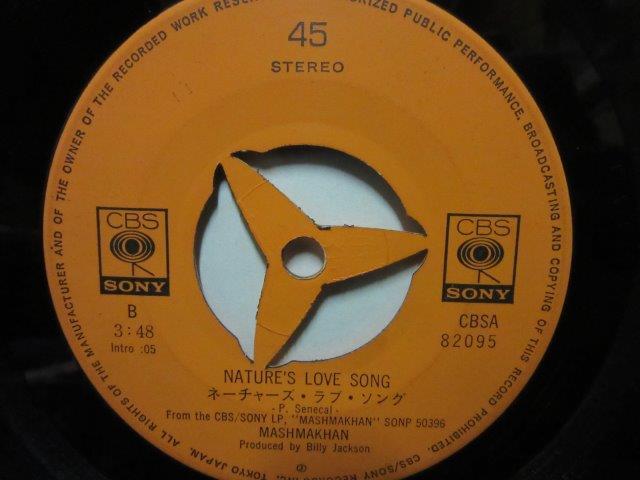 45
STEREO
CBS
SONY
CBS
SONY
B
3:48
Intro :05
CBSA
82095
NATURE'S LOVE SONG
ネーチャーズ・ラブ・ソング
- P. Senecal -
From the CBS/SONY LP, "MASHMAKHAN" SONP 50396
MASHMAKHAN
Produced by Billy Jackson
Ⓟ
ALL RIGHTS OF THE MANUFACTURER AND OF THE OWNER OF THE RECORDED WORK RESERVED PUBLIC PERFORMANCE, BROADCASTING AND COPYING OF THIS RECORD PROHIBITED. CBS/SONY RECORDS INC. TOKYO JAPAN.